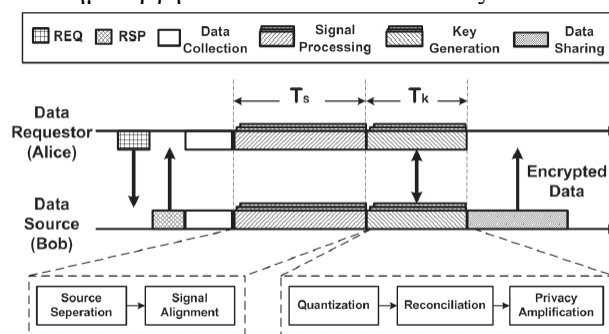 REQ RSP Data Collection Signal Processing Key Generation Data Sharing
Ts Tk
Data Requestor (Alice)
Encrypted Data
Data Source (Bob)
Source Seperation Signal Alignment Quantization Reconciliation Privacy Amplification